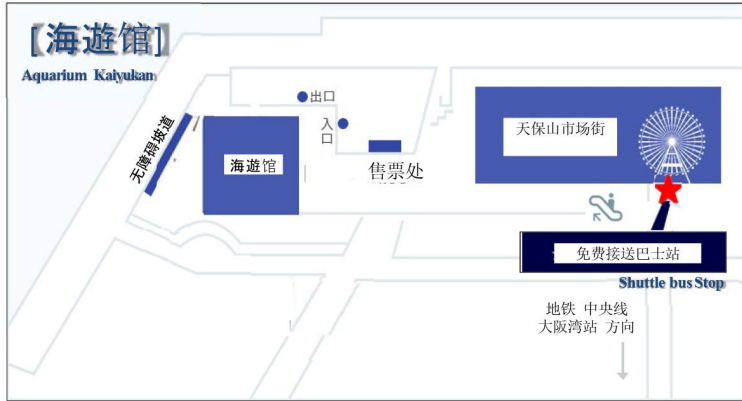 [海遊馆]
Aquarium Kaiyukan
无障碍坡道
出口
入口
海遊馆
售票处
天保山市场街
免费接送巴士站
Shuttle bus Stop
地铁 中央线
大阪湾站 方向